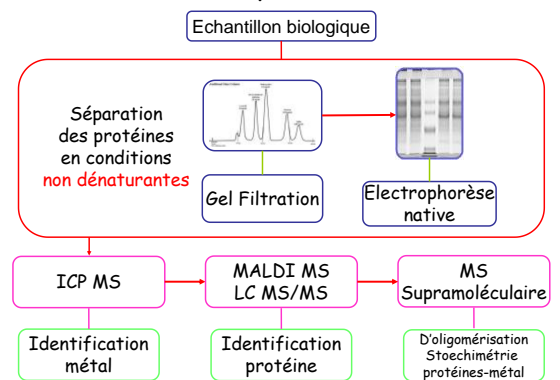 Echantillon biologique
Séparation
des protéines
en conditions
non dénaturantes
Gel Filtration
Electrophorèse
native
ICP MS
MALDI MS
LC MS/MS
MS
Supramoléculaire
Identification
métal
Identification
protéine
D'oligomérisation
Stoechimétrie
protéines-métal